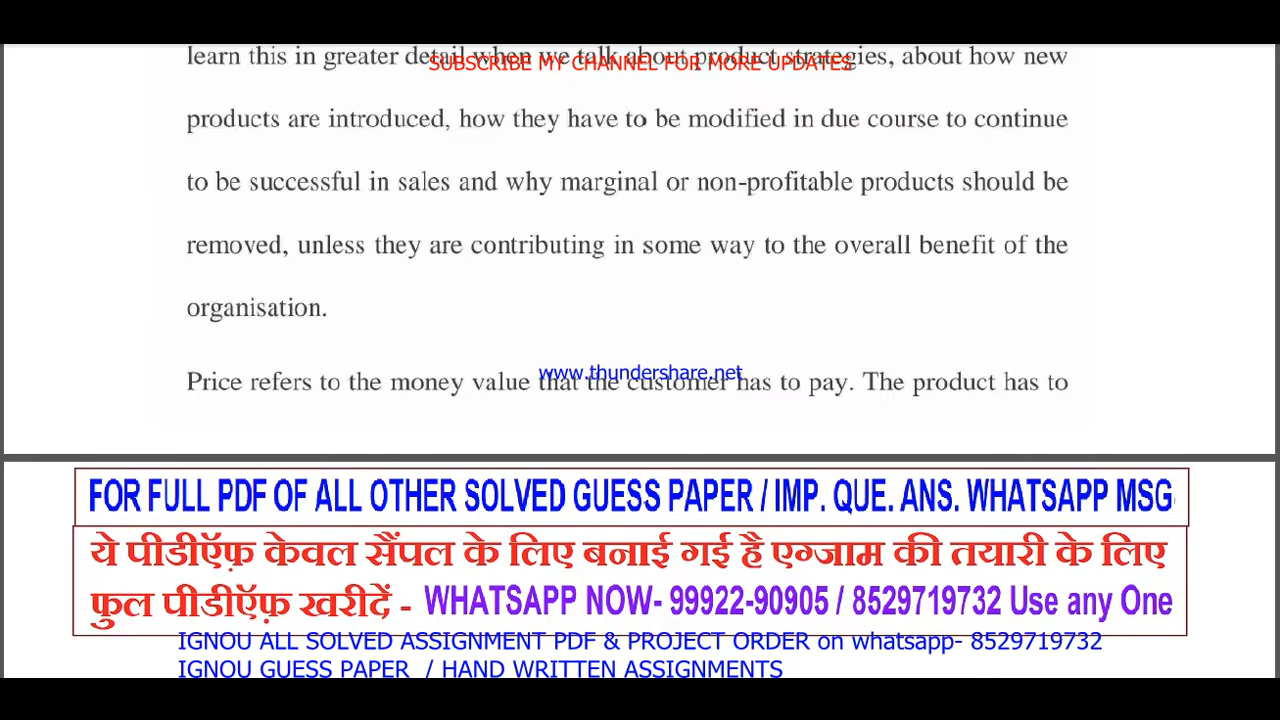 learn this in greater detail when we talk about product strategies, about how new
SUBSCRIBE MY CHANNEL FOR MORE UPDATES
products are introduced, how they have to be modified in due course to continue
to be successful in sales and why marginal or non-profitable products should be
removed, unless they are contributing in some way to the overall benefit of the
organisation.
www.thundershare.net
Price refers to the money value that the customer has to pay. The product has to
FOR FULL PDF OF ALL OTHER SOLVED GUESS PAPER / IMP. QUE. ANS. WHATSAPP MSG
ये पीडीऍफ़ केवल सैंपल के लिए बनाई गई है एग्जाम की तयारी के लिए
फुल पीडीऍफ़ खरीदें - WHATSAPP NOW- 99922-90905 / 8529719732 Use any One
IGNOU ALL SOLVED ASSIGNMENT PDF & PROJECT ORDER on whatsapp- 8529719732
IGNOU GUESS PAPER / HAND WRITTEN ASSIGNMENTS